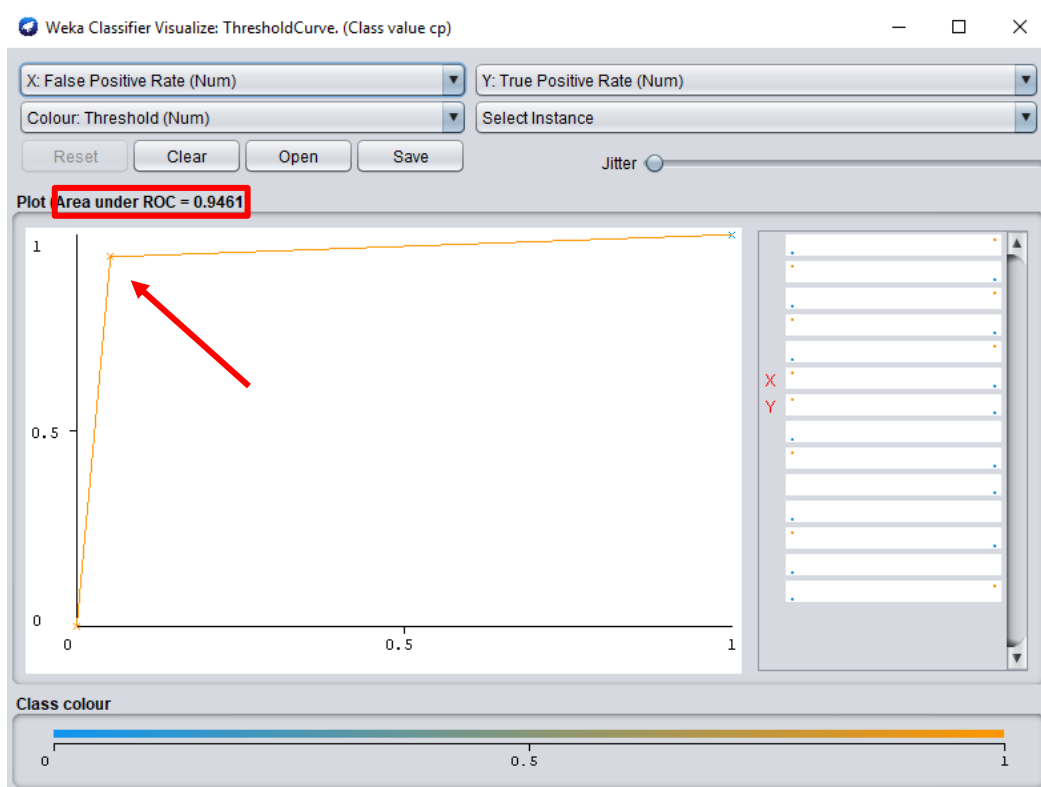 Weka Classifier Visualize: ThresholdCurve. (Class value cp)
X: False Positive Rate (Num)
Y: True Positive Rate (Num)
Colour: Threshold (Num)
Select Instance
Reset
Clear
Open
Save
Jitter
Plot (Area under ROC = 0.9461
1
0.5
0
0
0.5
1
X
Y
Class colour
0
0.5
1